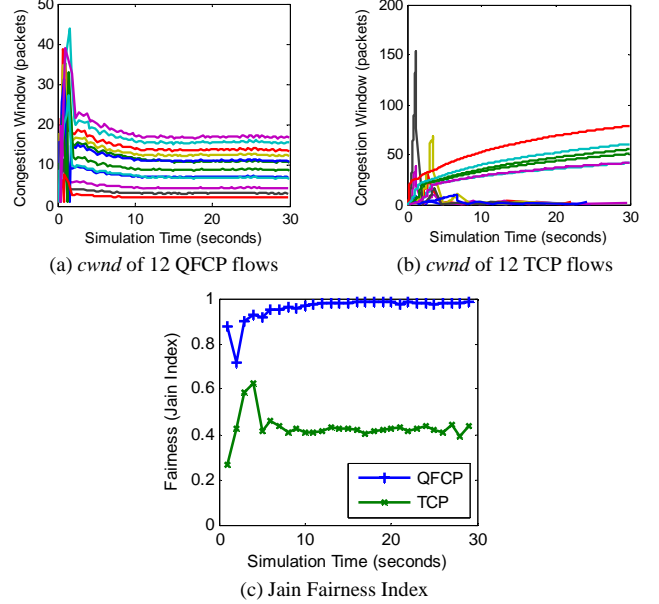 50
40
30
20
10
0
0 10 20 30
Congestion Window (packets)
Simulation Time (seconds)
(a) cwnd of 12 QFCP flows
200
150
100
50
0
0 10 20 30
Congestion Window (packets)
Simulation Time (seconds)
(b) cwnd of 12 TCP flows
1
0.8
0.6
0.4
0.2
0
0 10 20 30
Fairness (Jain Index)
QFCP
TCP
Simulation Time (seconds)
(c) Jain Fairness Index